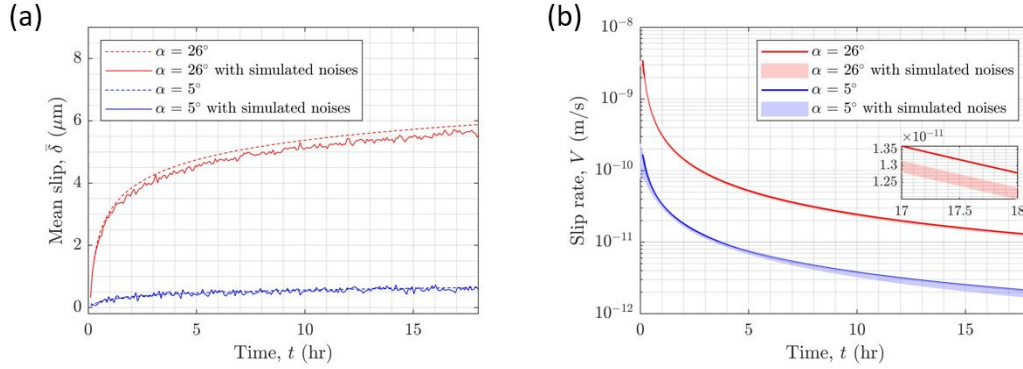 (a)
8
6
4
2
0
Mean slip, δ̄ (μm)
α = 26°
α = 26° with simulated noises
α = 5°
α = 5° with simulated noises
0 5 10 15
Time, t (hr)
(b)
10⁻⁸
10⁻⁹
10⁻¹⁰
10⁻¹¹
10⁻¹²
Slip rate, V (m/s)
α = 26°
α = 26° with simulated noises
α = 5°
α = 5° with simulated noises
×10⁻¹¹
1.35
1.3
1.25
17 17.5 18
0 5 10 15
Time, t (hr)